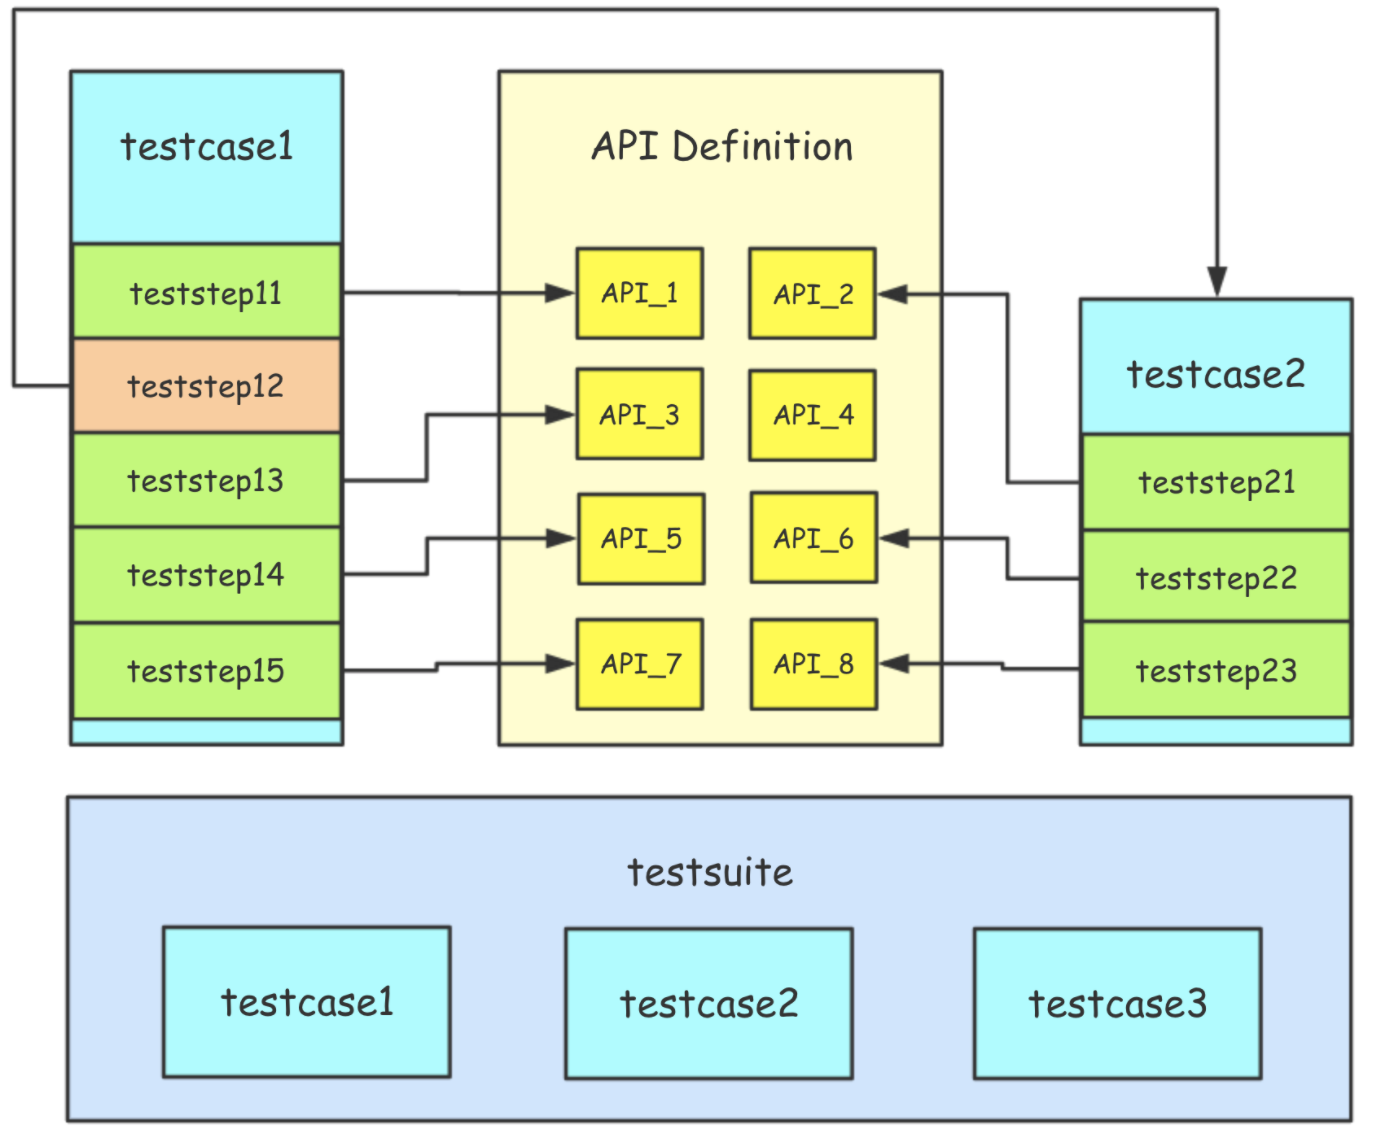 testcase1
teststep11
teststep12
teststep13
teststep14
teststep15
API Definition
API_1
API_2
API_3
API_4
API_5
API_6
API_7
API_8
testcase2
teststep21
teststep22
teststep23
testsuite
testcase1
testcase2
testcase3